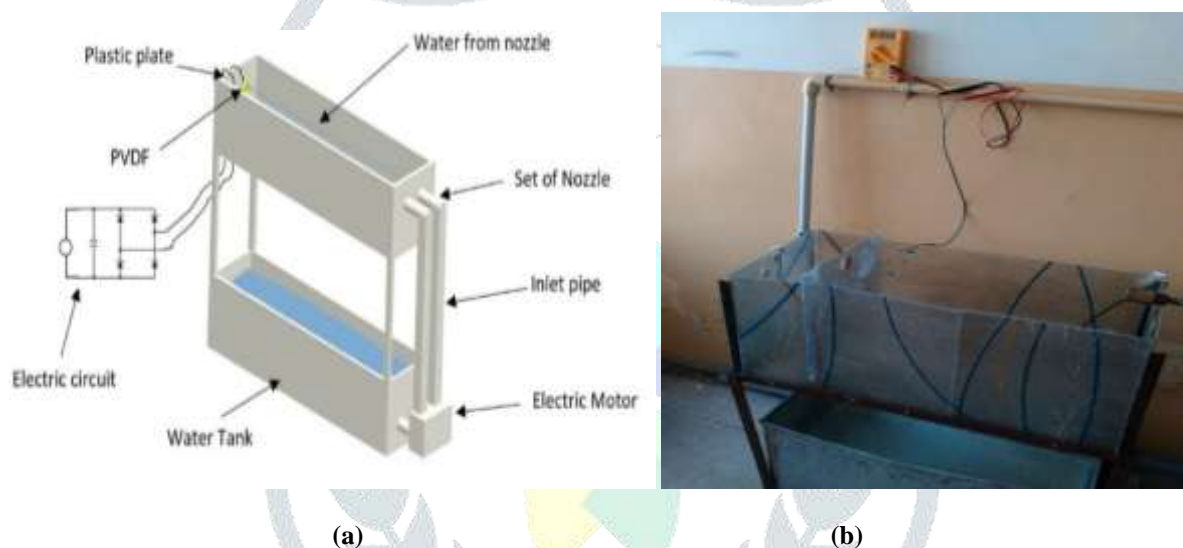 Plastic plate
Water from nozzle
PVDF
Set of Nozzle
Inlet pipe
Electric circuit
Electric Motor
Water Tank
(a)
(b)